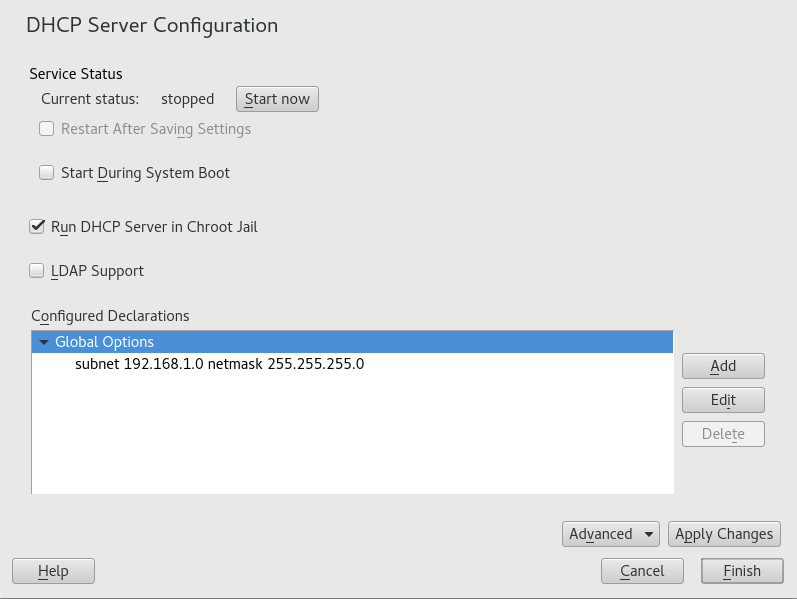 DHCP Server Configuration
Service Status
Current status: stopped Start now
Restart After Saving Settings
Start During System Boot
Run DHCP Server in Chroot Jail
LDAP Support
Configured Declarations
Global Options
subnet 192.168.1.0 netmask 255.255.255.0
Add
Edit
Delete
Advanced Apply Changes
Help Cancel Finish